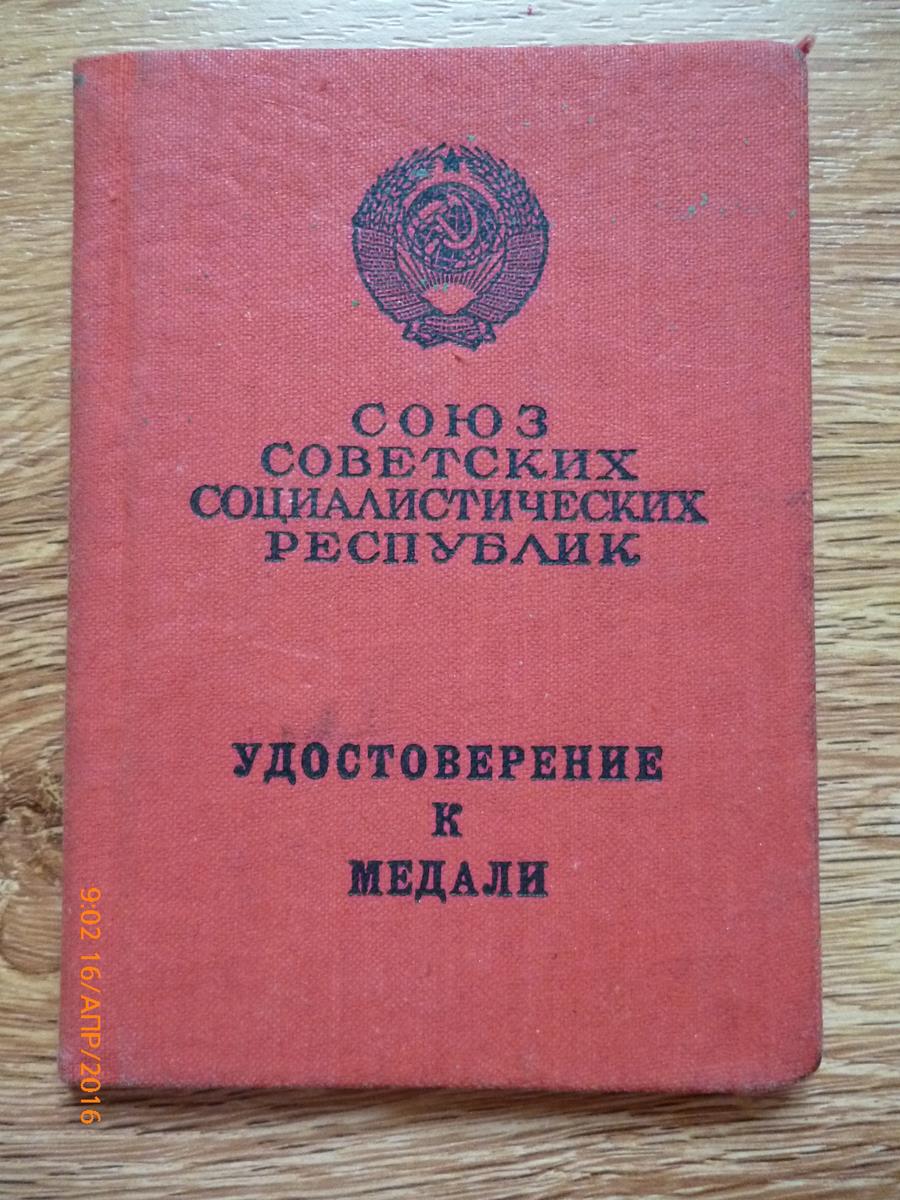 СОЮЗ
СОВЕТСКИХ
СОЦИАЛИСТИЧЕСКИХ
РЕСПУБЛИК
УДОСТОВЕРЕНИЕ
К
МЕДАЛИ
9:02 16/АПР/2016